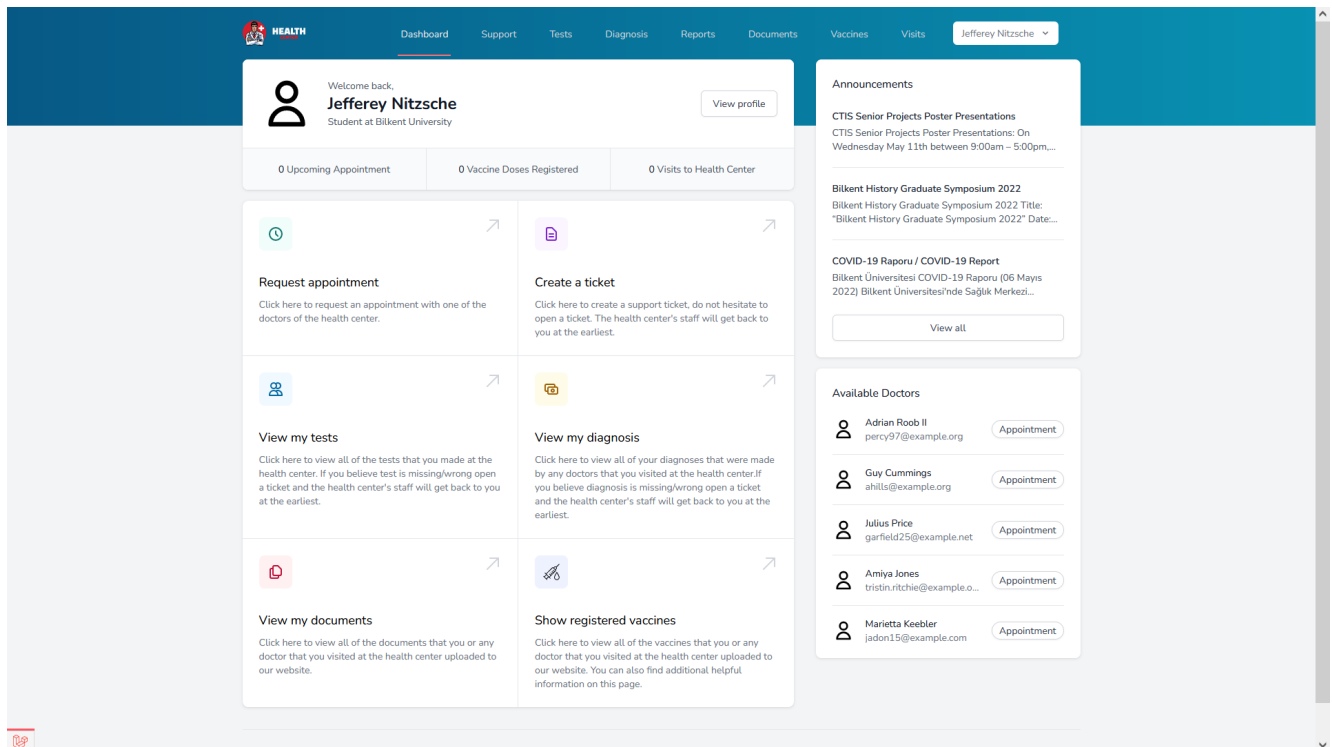 HEALTH
Dashboard
Support
Tests
Diagnosis
Reports
Documents
Vaccines
Visits
Jefferey Nitzsche
Welcome back,
Jefferey Nitzsche
Student at Bilkent University
View profile
0 Upcoming Appointment
0 Vaccine Doses Registered
0 Visits to Health Center
Request appointment
Click here to request an appointment with one of the
doctors of the health center.
Create a ticket
Click here to create a support ticket, do not hesitate to
open a ticket. The health center's staff will get back to
you at the earliest.
View my tests
Click here to view all of the tests that you made at the
health center. If you believe test is missing/wrong open
a ticket and the health center's staff will get back to you
at the earliest.
View my diagnosis
Click here to view all of your diagnoses that were made
by any doctors that you visited at the health center.If
you believe diagnosis is missing/wrong open a ticket
and the health center's staff will get back to you at the
earliest.
View my documents
Click here to view all of the documents that you or any
doctor that you visited at the health center uploaded to
our website.
Show registered vaccines
Click here to view all of the vaccines that you or any
doctor that you visited at the health center uploaded to
our website. You can also find additional helpful
information on this page.
Announcements
CTIS Senior Projects Poster Presentations
CTIS Senior Projects Poster Presentations: On
Wednesday May 11th between 9:00am – 5:00pm,...
Bilkent History Graduate Symposium 2022
Bilkent History Graduate Symposium 2022 Title:
“Bilkent History Graduate Symposium 2022” Date:...
COVID-19 Raporu / COVID-19 Report
Bilkent Üniversitesi COVID-19 Raporu (06 Mayıs
2022) Bilkent Üniversitesi'nde Sağlık Merkezi...
View all
Available Doctors
Adrian Roob II
percy97@example.org
Appointment
Guy Cummings
ahills@example.org
Appointment
Julius Price
garfield25@example.net
Appointment
Amiya Jones
tristin.ritchie@example.o...
Appointment
Marietta Keebler
jadon15@example.com
Appointment